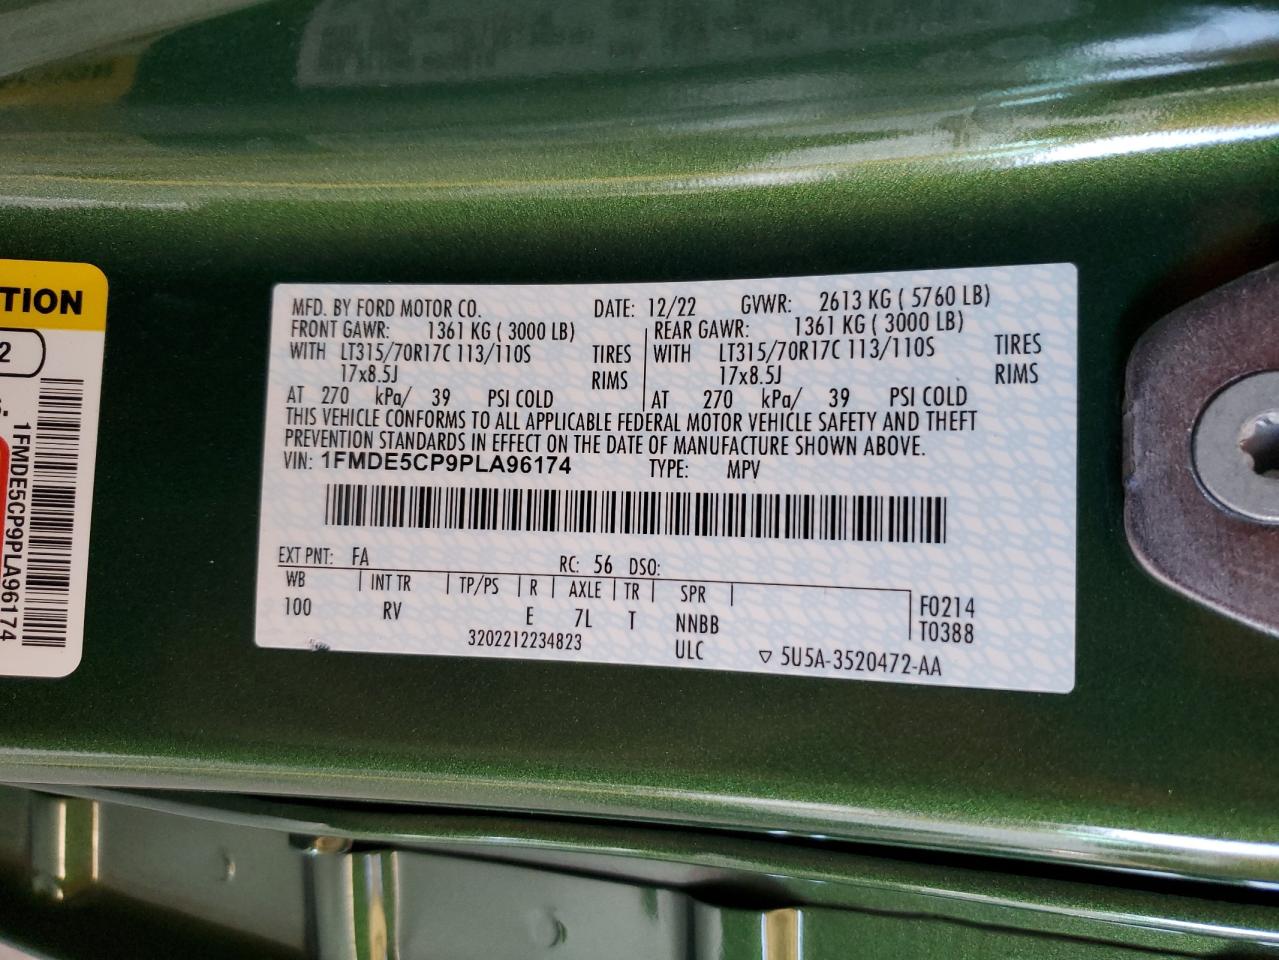 TION
2
1FMDE5CP9PLA96174
MFD. BY FORD MOTOR CO. DATE: 12/22 GVWR: 2613 KG ( 5760 LB)
FRONT GAWR: 1361 KG ( 3000 LB) REAR GAWR: 1361 KG ( 3000 LB)
WITH LT315/70R17C 113/110S TIRES WITH LT315/70R17C 113/110S TIRES
17x8.5J RIMS 17x8.5J RIMS
AT 270 kPa/ 39 PSI COLD AT 270 kPa/ 39 PSI COLD
THIS VEHICLE CONFORMS TO ALL APPLICABLE FEDERAL MOTOR VEHICLE SAFETY AND THEFT
PREVENTION STANDARDS IN EFFECT ON THE DATE OF MANUFACTURE SHOWN ABOVE.
VIN: 1FMDE5CP9PLA96174 TYPE: MPV
EXT PNT: FA RC: 56 DSO:
WB INT TR TP/PS R AXLE TR SPR
100 RV E 7L T NNBB F0214
T0388
3202212234823 ULC ▽ 5U5A-3520472-AA